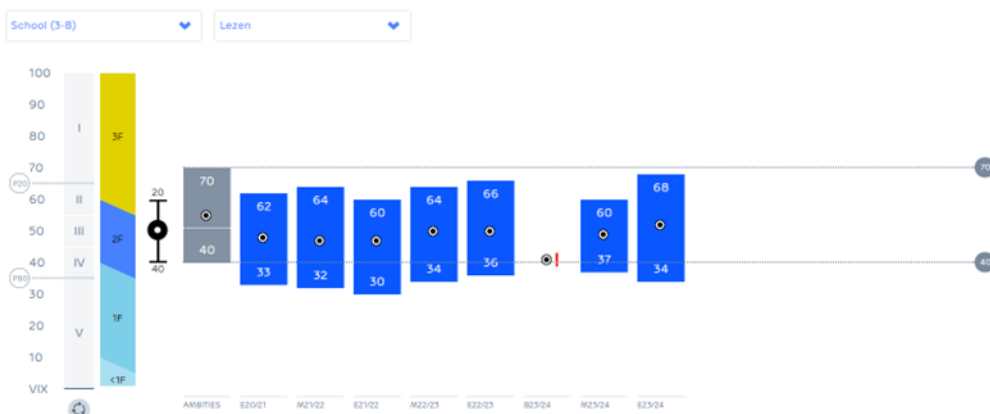 School (3-8) Lezen
100
90
80
70
60
50
40
30
20
10
VIX
P20
P80
I
II
III
IV
V
3F
2F
1F
<1F
20
40
70
40
62
33
64
32
60
30
64
34
66
36
!
60
37
68
34
70
40
AMBITIES E20/21 M21/22 E21/22 M22/23 E22/23 B23/24 M23/24 E23/24